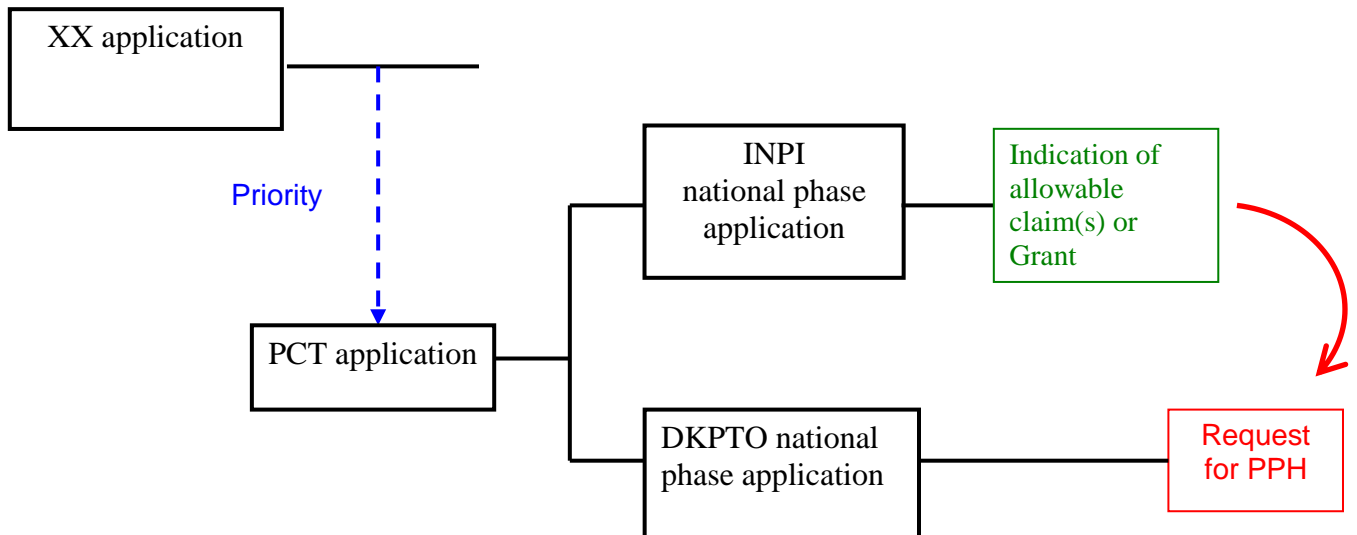 XX application
Priority
PCT application
INPI
national phase
application
Indication of
allowable
claim(s) or
Grant
DKPTO national
phase application
Request
for PPH